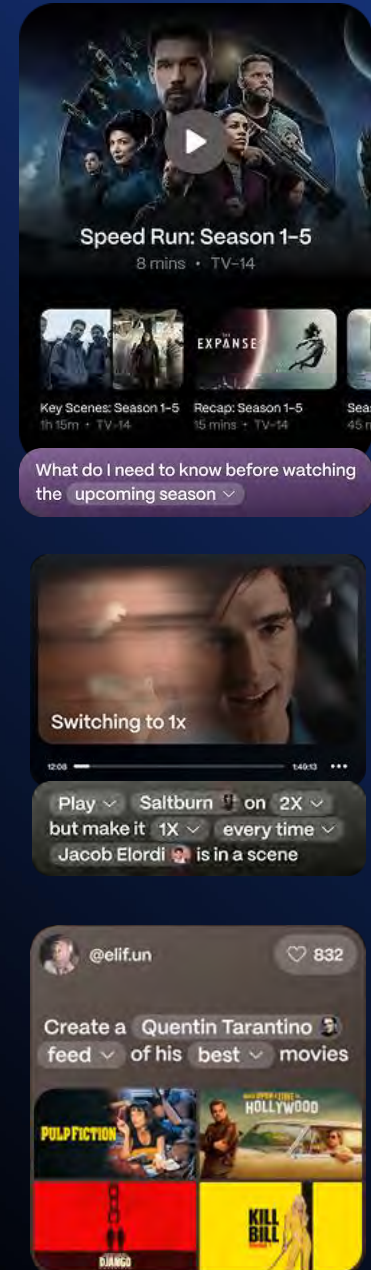 Speed Run: Season 1–5
8 mins • TV-14
THE
EXPANSE
Key Scenes: Season 1-5
Recap: Season 1-5
Seas
1h 15m • TV-14
15 mins • TV-14
45 m
What do I need to know before watching
the upcoming season
Switching to 1x
12:08
1:49:13
Play Saltburn on 2X
but make it 1X every time
Jacob Elordi is in a scene
@elif.un
832
Create a Quentin Tarantino
feed of his best movies
PULP FICTION
HOLLYWOOD
DJANGO
KILL
BILL